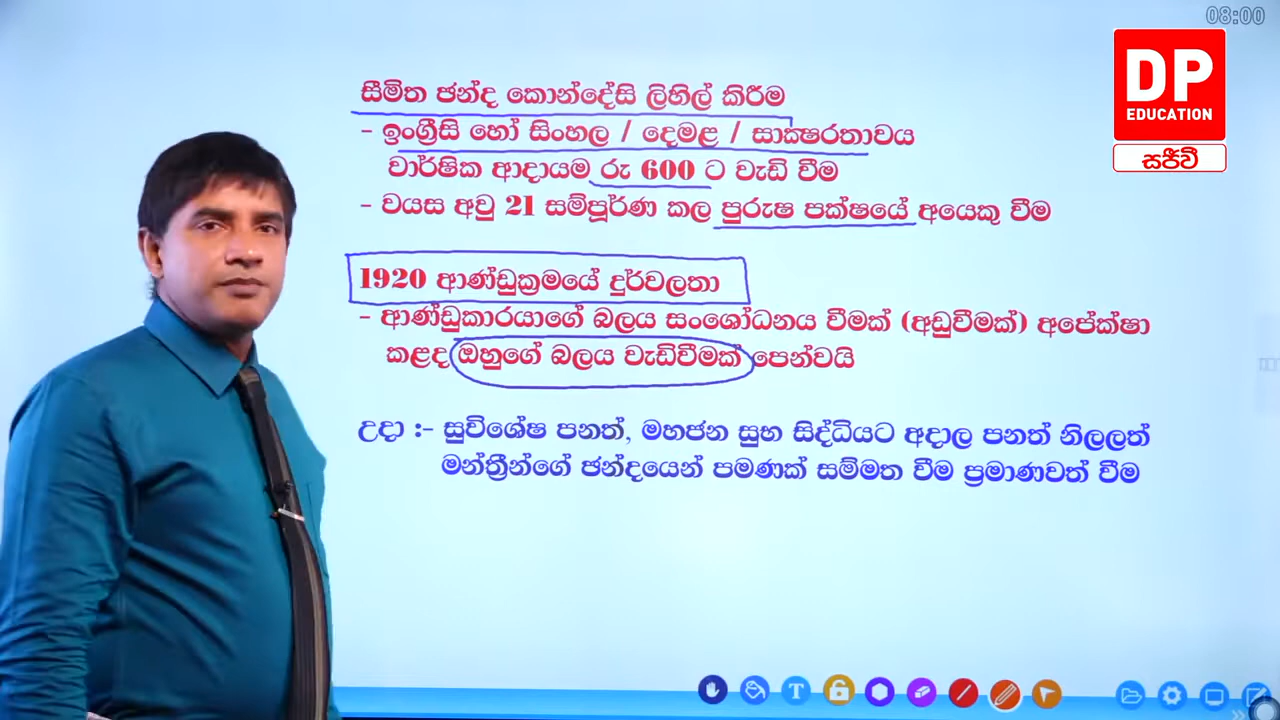 08:00
DP
EDUCATION
සජීවී
සීමිත ඡන්ද කොන්දේසි ලිහිල් කිරීම
- ඉංග්‍රීසි හෝ සිංහල / දෙමළ / සාක්‍ෂරතාවය
වාර්ෂික ආදායම රු 600 ට වැඩි වීම
- වයස අවු 21 සම්පූර්ණ කල පුරුෂ පක්ෂයේ අයෙකු වීම
1920 ආණ්ඩුක්‍රමයේ දුර්වලතා
- ආණ්ඩුකාරයාගේ බලය සංශෝධනය වීමක් (අඩුවීමක්) අපේක්ෂා
කළද ඔහුගේ බලය වැඩිවීමක් පෙන්වයි
උදා :- සුවිශේෂ පනත්, මහජන සුභ සිද්ධියට අදාල පනත් නිලලත්
මන්ත්‍රීන්ගේ ඡන්දයෙන් පමණක් සම්මත වීම ප්‍රමාණවත් වීම